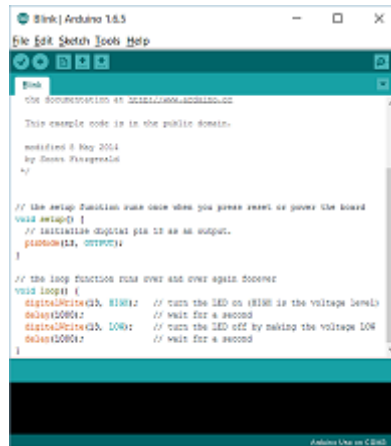 Blink | Arduino 1.6.5
File Edit Sketch Tools Help
Blink
the documentation at http://www.arduino.cc
This example code is in the public domain.
modified 8 May 2014
by Scott Fitzgerald
*/
// the setup function runs once when you press reset or power the board
void setup() {
// initialize digital pin 13 as an output.
pinMode(13, OUTPUT);
}
// the loop function runs over and over again forever
void loop() {
digitalWrite(13, HIGH); // turn the LED on (HIGH is the voltage level)
delay(1000); // wait for a second
digitalWrite(13, LOW); // turn the LED off by making the voltage LOW
delay(1000); // wait for a second
}
Arduino Uno on COM3